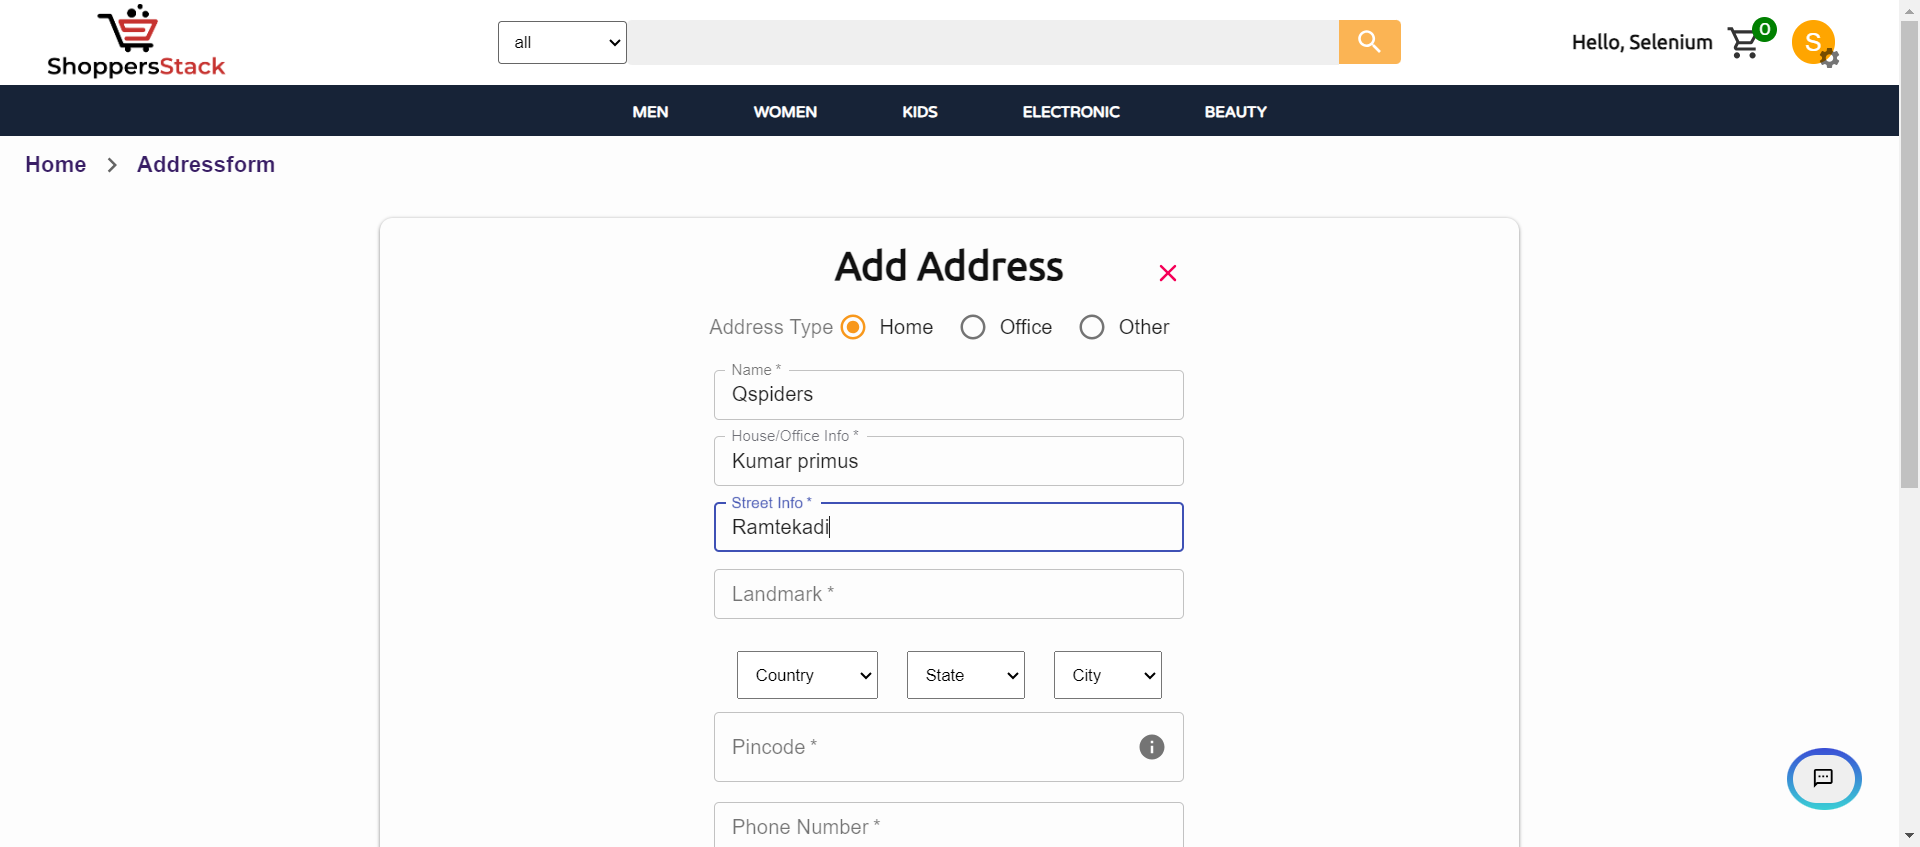 ShoppersStack
all
Hello, Selenium
0
S
MEN WOMEN KIDS ELECTRONIC BEAUTY
Home > Addressform
Add Address
Address Type Home Office Other
Name *
Qspiders
House/Office Info *
Kumar primus
Street Info *
Ramtekadi
Landmark *
Country State City
Pincode *
Phone Number *